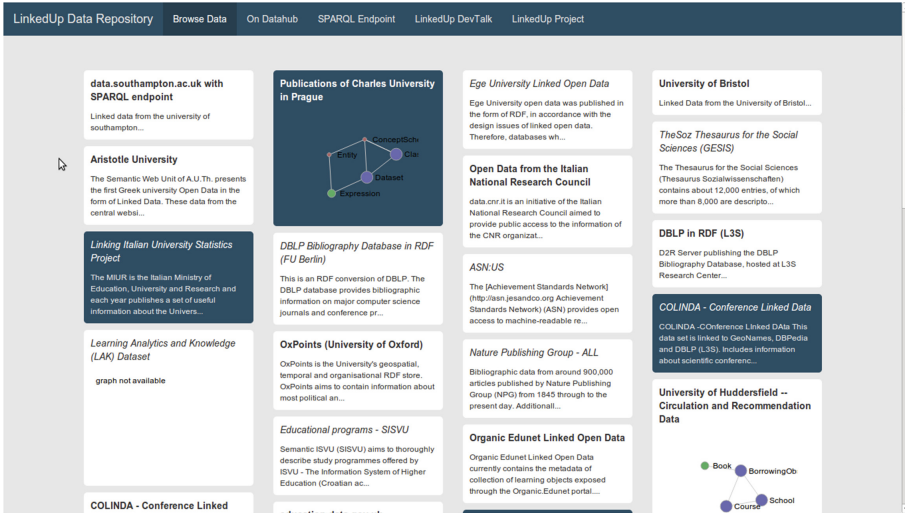 LinkedUp Data Repository
Browse Data
On Datahub
SPARQL Endpoint
LinkedUp DevTalk
LinkedUp Project
data.southampton.ac.uk with
SPARQL endpoint
Linked data from the university of
southampton...
Aristotle University
The Semantic Web Unit of A.U.Th. presents
the first Greek university Open Data in the
form of Linked Data. These data from the
central websi...
Linking Italian University Statistics
Project
The MIUR is the Italian Ministry of
Education, University and Research and
each year publishes a set of useful
information about the Univers...
Learning Analytics and Knowledge
(LAK) Dataset
graph not available
COLINDA - Conference Linked
Publications of Charles University
in Prague
ConceptSch
Entity
Cla
Dataset
Expression
DBLP Bibliography Database in RDF
(FU Berlin)
This is an RDF conversion of DBLP. The
DBLP database provides bibliographic
information on major computer science
journals and conference pr...
OxPoints (University of Oxford)
OxPoints is the University's geospatial,
temporal and organisational RDF store.
OxPoints aims to contain information about
most political an...
Educational programs - SISVU
Semantic ISVU (SISVU) aims to thoroughly
describe study programmes offered by
ISVU - The Information System of Higher
Education (Croatian ac...
Ege University Linked Open Data
Ege University open data was published in
the form of RDF, in accordance with the
design issues of linked open data.
Therefore, databases wh...
Open Data from the Italian
National Research Council
data.cnr.it is an initiative of the Italian
National Research Council aimed to
provide public access to the information of
the CNR organizat...
ASN:US
The [Achievement Standards Network]
(http://asn.jesandco.org Achievement
Standards Network) (ASN) provides open
access to machine-readable re...
Nature Publishing Group - ALL
Bibliographic data from around 900,000
articles published by Nature Publishing
Group (NPG) from 1845 through to the
present day. Additionall...
Organic Edunet Linked Open Data
Organic Edunet Linked Open Data
currently contains the metadata of
collection of learning objects exposed
through the Organic.Edunet portal....
University of Bristol
Linked Data from the University of Bristol...
TheSoz Thesaurus for the Social
Sciences (GESIS)
The Thesaurus for the Social Sciences
(Thesaurus Sozialwissenschaften)
contains about 12,000 entries, of which
more than 8,000 are descripto...
DBLP in RDF (L3S)
D2R Server publishing the DBLP
Bibliography Database, hosted at L3S
Research Center...
COLINDA - Conference Linked Data
COLINDA -COnference LInked DAta This
data set is linked to GeoNames, DBPedia
and DBLP (L3S). Includes information
about scientific conferenc...
University of Huddersfield --
Circulation and Recommendation
Data
Book
BorrowingOb
School
Course